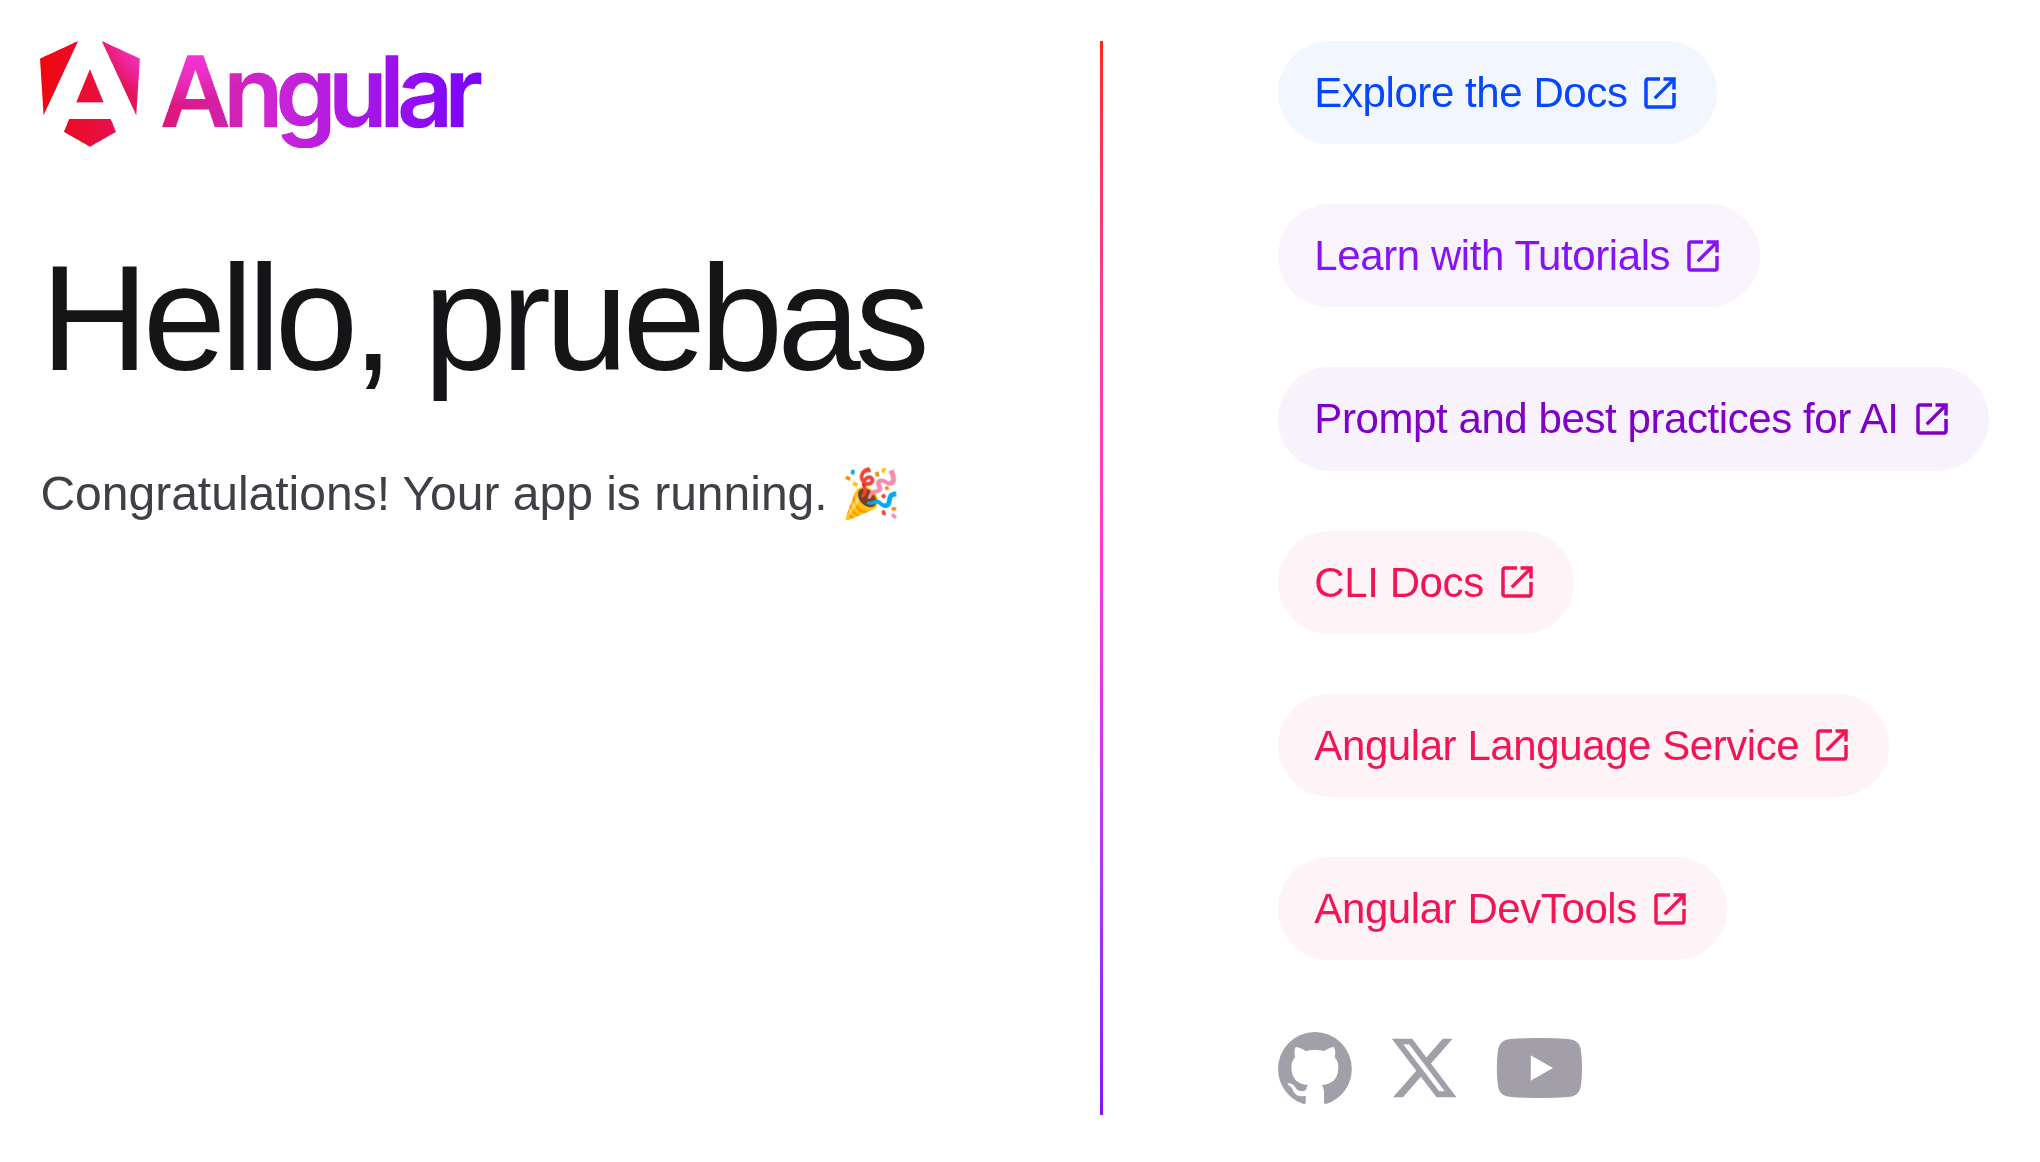 Angular
Hello, pruebas
Congratulations! Your app is running. 🎉
Explore the Docs
Learn with Tutorials
Prompt and best practices for AI
CLI Docs
Angular Language Service
Angular DevTools